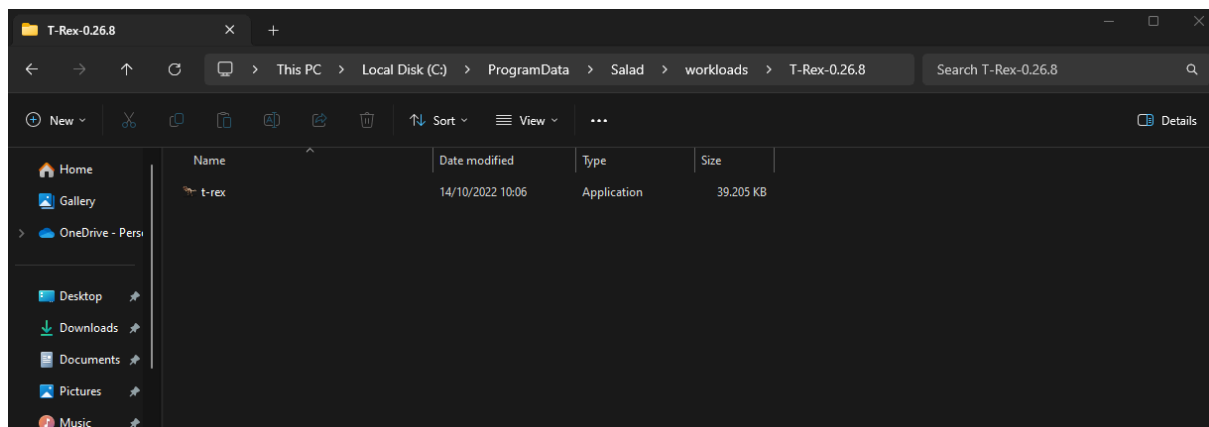 T-Rex-0.26.8
This PC > Local Disk (C:) > ProgramData > Salad > workloads > T-Rex-0.26.8
Search T-Rex-0.26.8
New
Sort
View
Details
Name Date modified Type Size
t-rex 14/10/2022 10:06 Application 39.205 KB
Home
Gallery
OneDrive - Perso
Desktop
Downloads
Documents
Pictures
Music